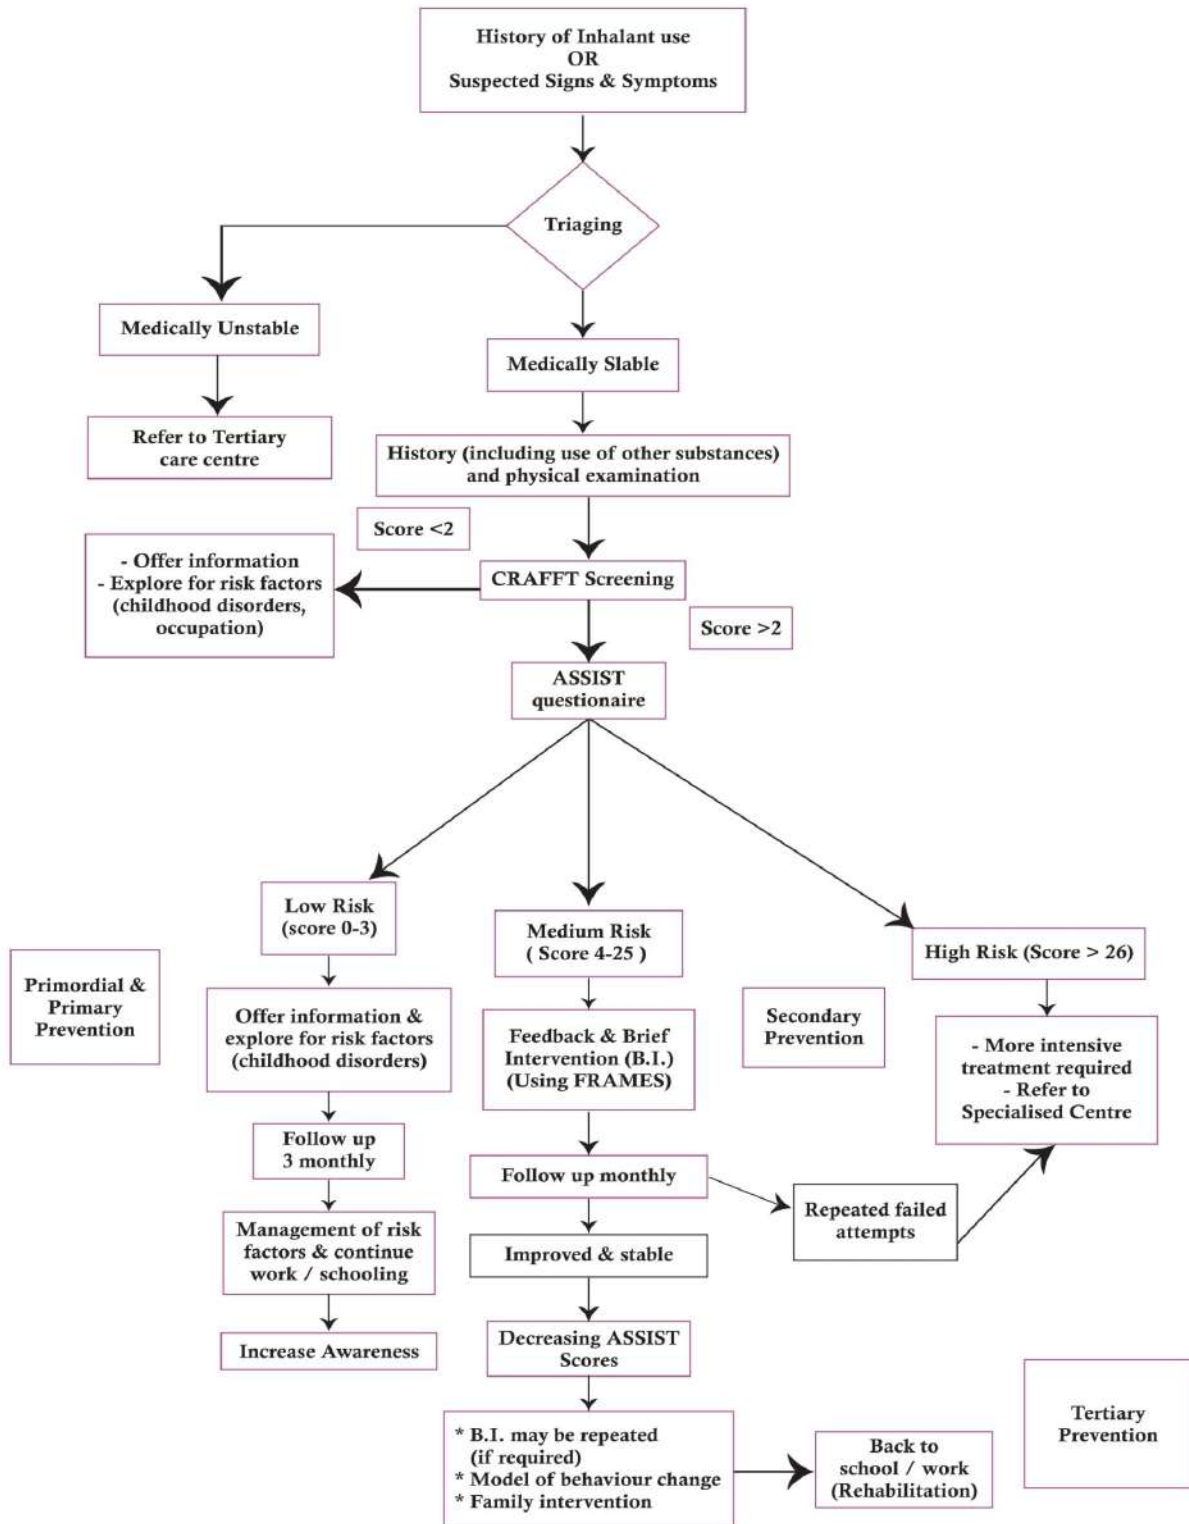 History of Inhalant use
OR
Suspected Signs & Symptoms
Triaging
Medically Unstable
Medically Slable
Refer to Tertiary
care centre
History (including use of other substances)
and physical examination
Score <2
- Offer information
- Explore for risk factors
(childhood disorders,
occupation)
CRAFFT Screening
Score >2
ASSIST
questionaire
Low Risk
(score 0-3)
Medium Risk
( Score 4-25 )
High Risk (Score > 26)
Primordial &
Primary
Prevention
Offer information &
explore for risk factors
(childhood disorders)
Feedback & Brief
Intervention (B.I.)
(Using FRAMES)
Secondary
Prevention
- More intensive
treatment required
- Refer to
Specialised Centre
Follow up
3 monthly
Follow up monthly
Repeated failed
attempts
Management of risk
factors & continue
work / schooling
Improved & stable
Increase Awareness
Decreasing ASSIST
Scores
* B.I. may be repeated
(if required)
* Model of behaviour change
* Family intervention
Back to
school / work
(Rehabilitation)
Tertiary
Prevention